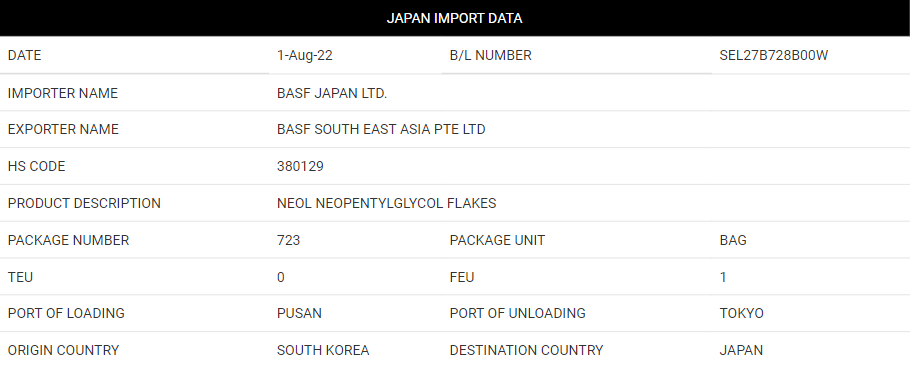 JAPAN IMPORT DATA
DATE 1-Aug-22 B/L NUMBER SEL27B728B00W
IMPORTER NAME BASF JAPAN LTD.
EXPORTER NAME BASF SOUTH EAST ASIA PTE LTD
HS CODE 380129
PRODUCT DESCRIPTION NEOL NEOPENTYLGLYCOL FLAKES
PACKAGE NUMBER 723 PACKAGE UNIT BAG
TEU 0 FEU 1
PORT OF LOADING PUSAN PORT OF UNLOADING TOKYO
ORIGIN COUNTRY SOUTH KOREA DESTINATION COUNTRY JAPAN